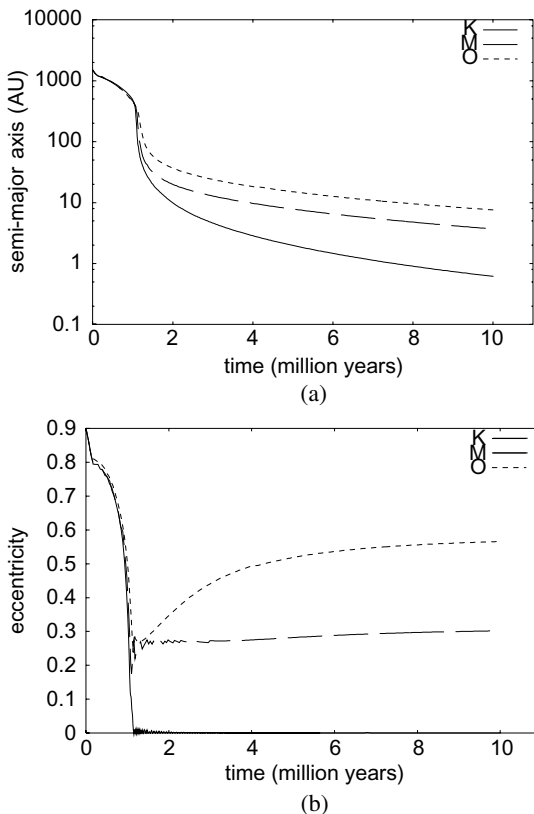 10000
1000
100
10
1
0.1
semi-major axis (AU)
K
M
O
0 2 4 6 8 10
time (million years)
(a)
0.9
0.8
0.7
0.6
0.5
0.4
0.3
0.2
0.1
0
eccentricity
K
M
O
0 2 4 6 8 10
time (million years)
(b)